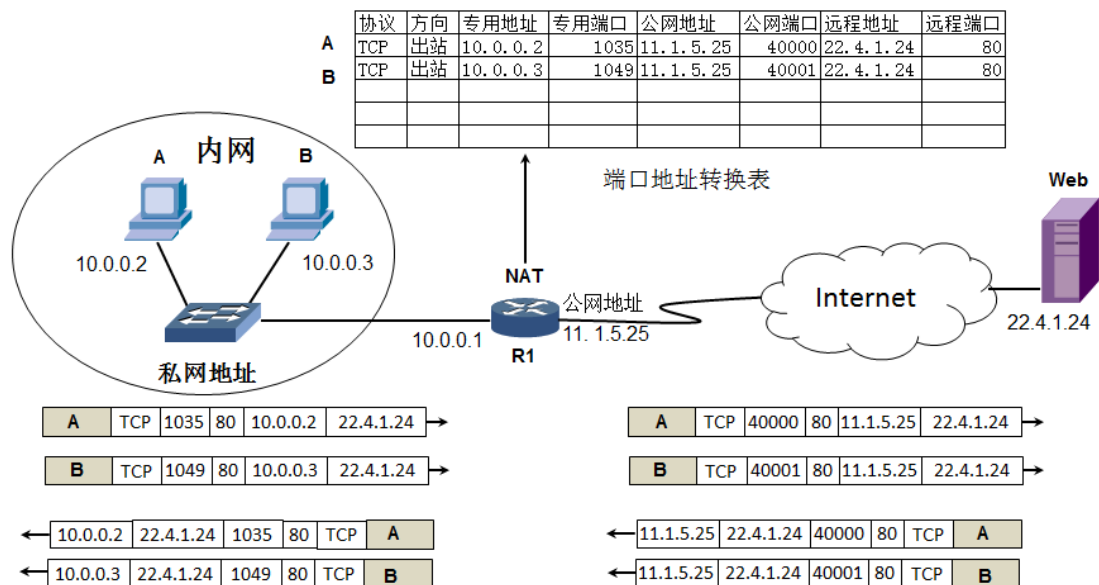 协议 方向 专用地址 专用端口 公网地址 公网端口 远程地址 远程端口
A TCP 出站 10.0.0.2 1035 11.1.5.25 40000 22.4.1.24 80
B TCP 出站 10.0.0.3 1049 11.1.5.25 40001 22.4.1.24 80
端口地址转换表
内网
A B
Web
10.0.0.2 10.0.0.3
NAT
公网地址
Internet
10.0.0.1 11. 1.5.25
22.4.1.24
R1
私网地址
A TCP 1035 80 10.0.0.2 22.4.1.24
A TCP 40000 80 11.1.5.25 22.4.1.24
B TCP 1049 80 10.0.0.3 22.4.1.24
B TCP 40001 80 11.1.5.25 22.4.1.24
10.0.0.2 22.4.1.24 1035 80 TCP A
11.1.5.25 22.4.1.24 40000 80 TCP A
10.0.0.3 22.4.1.24 1049 80 TCP B
11.1.5.25 22.4.1.24 40001 80 TCP B